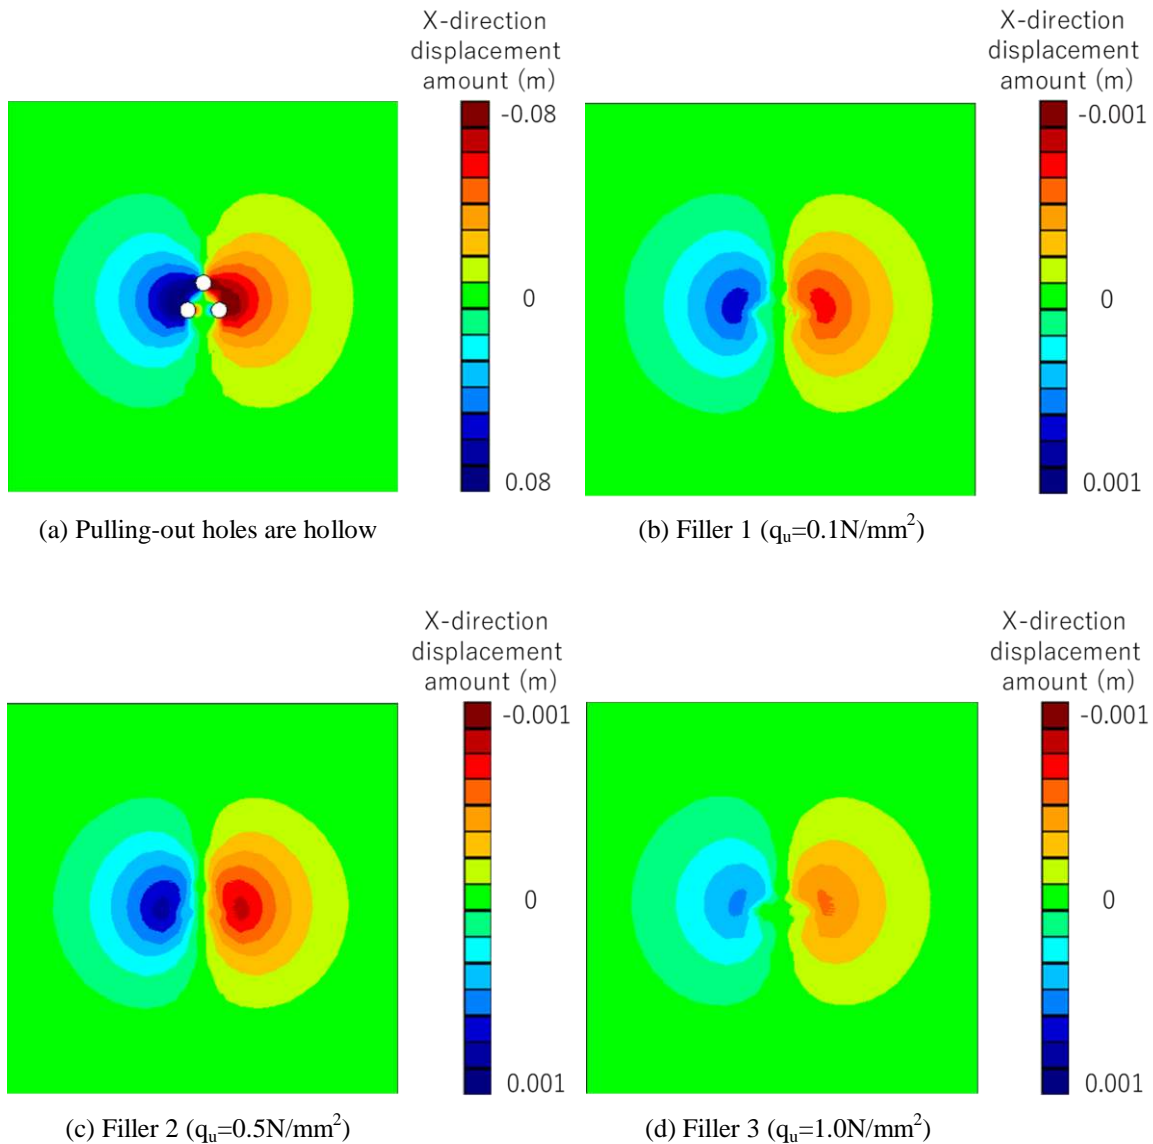 X-direction
displacement
amount (m)
-0.08
0
0.08
(a) Pulling-out holes are hollow
X-direction
displacement
amount (m)
-0.001
0
0.001
(b) Filler 1 (qᵤ=0.1N/mm²)
X-direction
displacement
amount (m)
-0.001
0
0.001
(c) Filler 2 (qᵤ=0.5N/mm²)
X-direction
displacement
amount (m)
-0.001
0
0.001
(d) Filler 3 (qᵤ=1.0N/mm²)